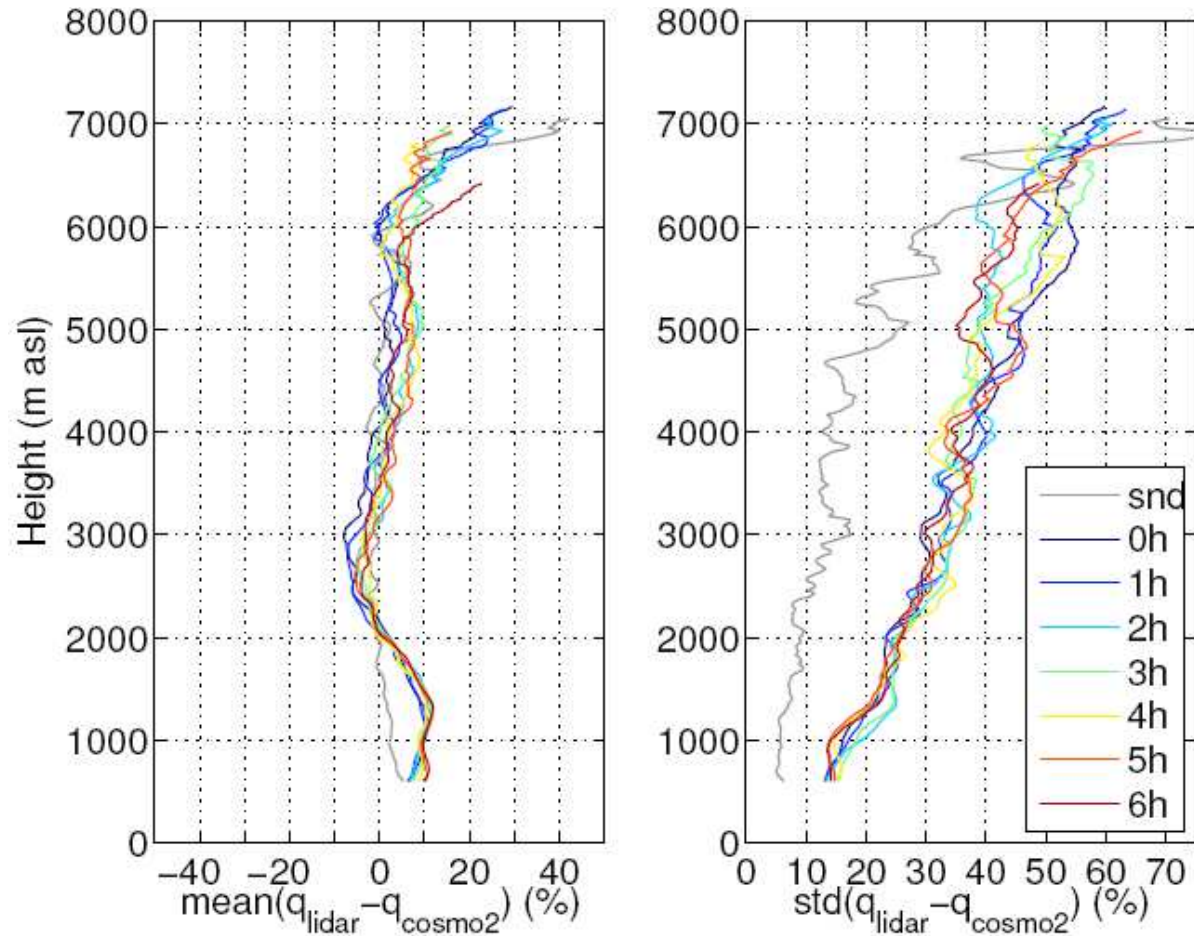 8000
7000
6000
5000
4000
3000
2000
1000
0
Height (m asl)
−40 −20 0 20 40
mean(q_lidar−q_cosmo2) (%)
8000
7000
6000
5000
4000
3000
2000
1000
0
0 10 20 30 40 50 60 70
std(q_lidar−q_cosmo2) (%)
snd
0h
1h
2h
3h
4h
5h
6h